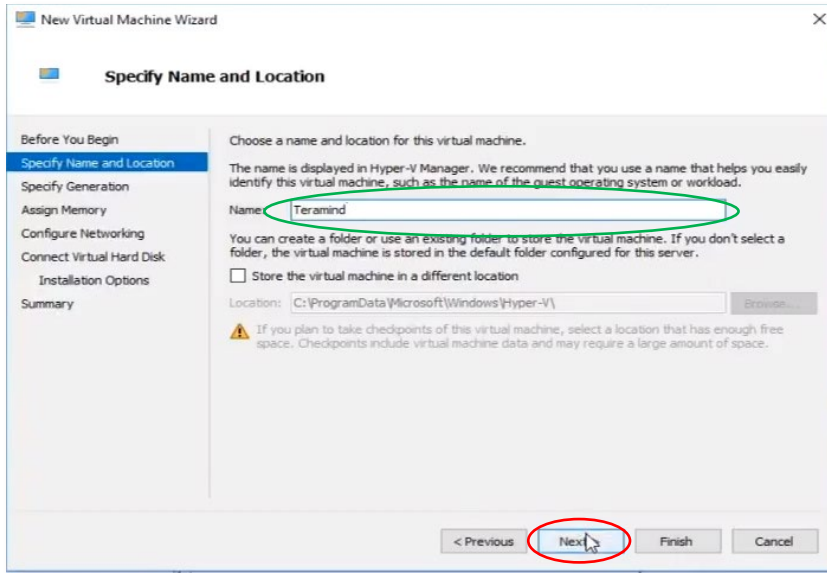 New Virtual Machine Wizard
Specify Name and Location
Before You Begin
Specify Name and Location
Specify Generation
Assign Memory
Configure Networking
Connect Virtual Hard Disk
Installation Options
Summary
Choose a name and location for this virtual machine.
The name is displayed in Hyper-V Manager. We recommend that you use a name that helps you easily
identify this virtual machine, such as the name of the guest operating system or workload.
Name: Teramind
You can create a folder or use an existing folder to store the virtual machine. If you don't select a
folder, the virtual machine is stored in the default folder configured for this server.
Store the virtual machine in a different location
Location: C:\ProgramData\Microsoft\Windows\Hyper-V\ Browse...
If you plan to take checkpoints of this virtual machine, select a location that has enough free
space. Checkpoints include virtual machine data and may require a large amount of space.
< Previous Next > Finish Cancel